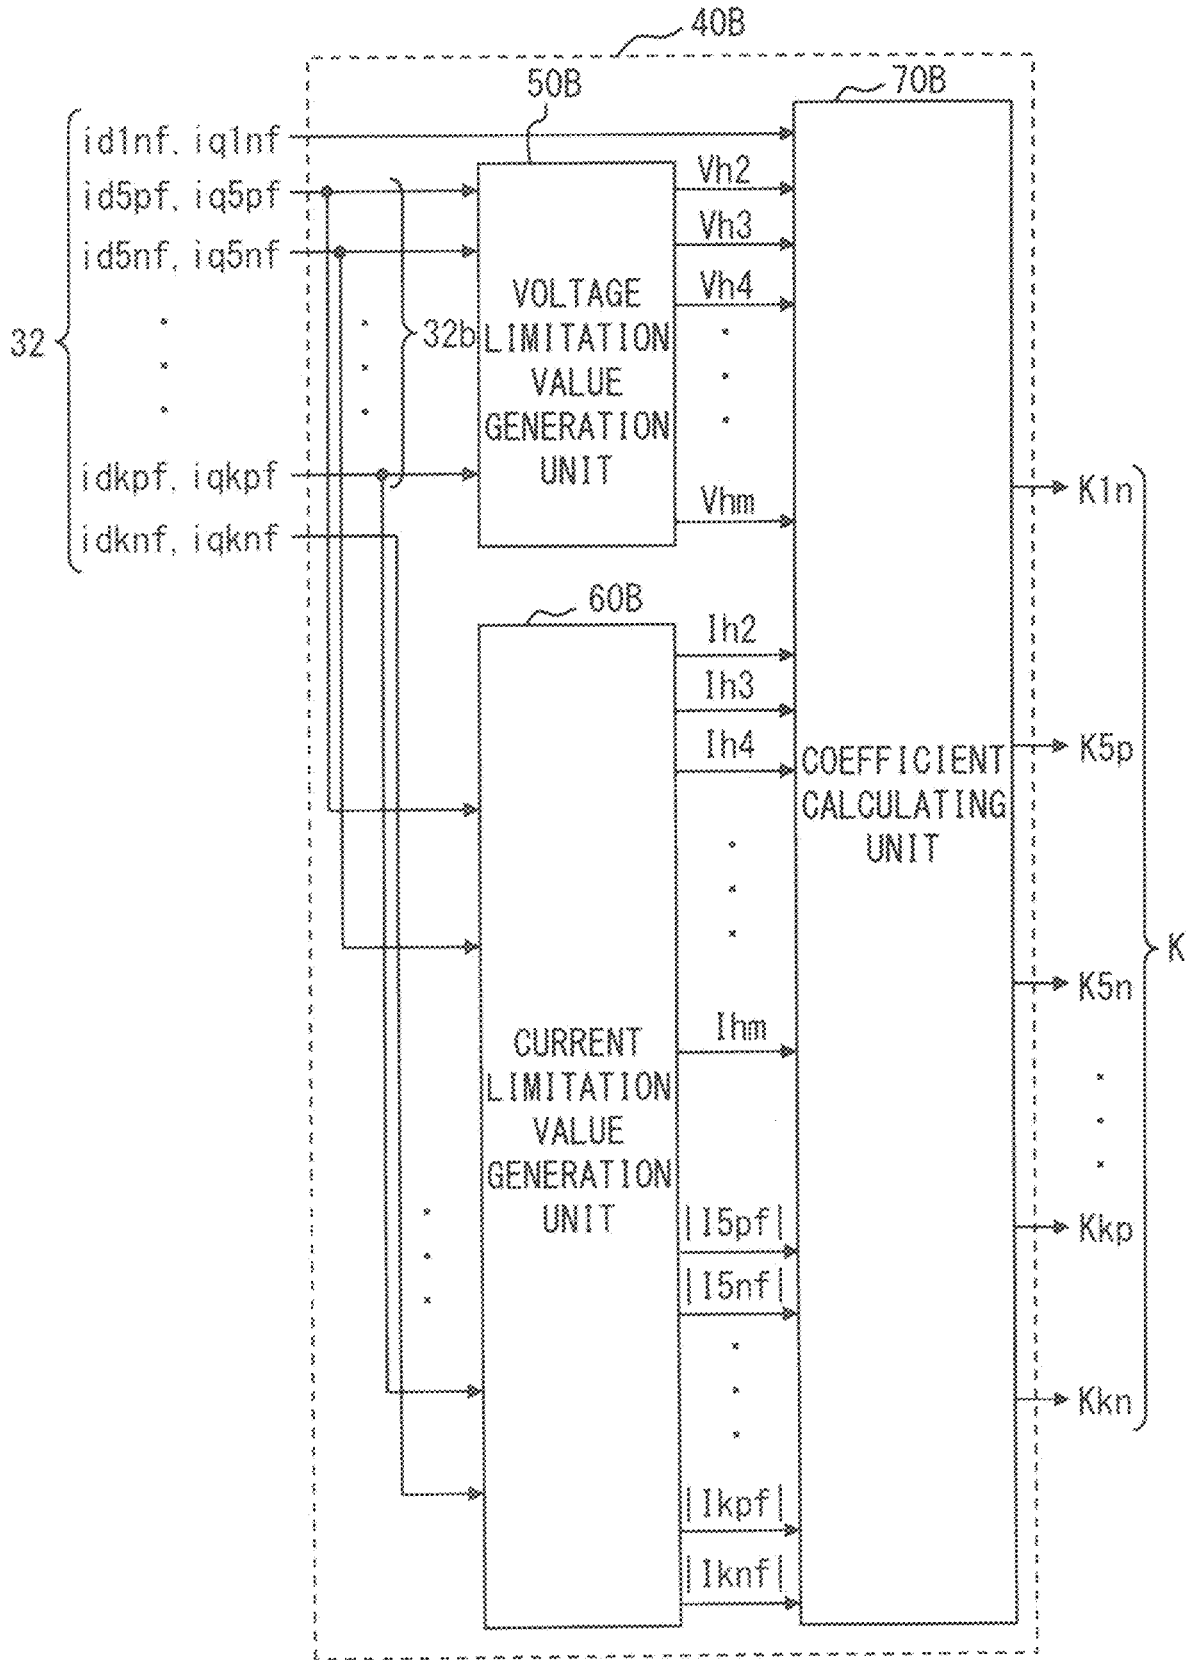 40B
50B
70B
id1nf, iq1nf
id5pf, iq5pf
id5nf, iq5nf
32
32b
idkpf, iqkpf
idknf, iqknf
VOLTAGE
LIMITATION
VALUE
GENERATION
UNIT
Vh2
Vh3
Vh4
Vhm
60B
CURRENT
LIMITATION
VALUE
GENERATION
UNIT
Ih2
Ih3
Ih4
Ihm
|I5pf|
|I5nf|
|Ikpf|
|Iknf|
COEFFICIENT
CALCULATING
UNIT
K1n
K5p
K5n
Kkp
Kkn
K